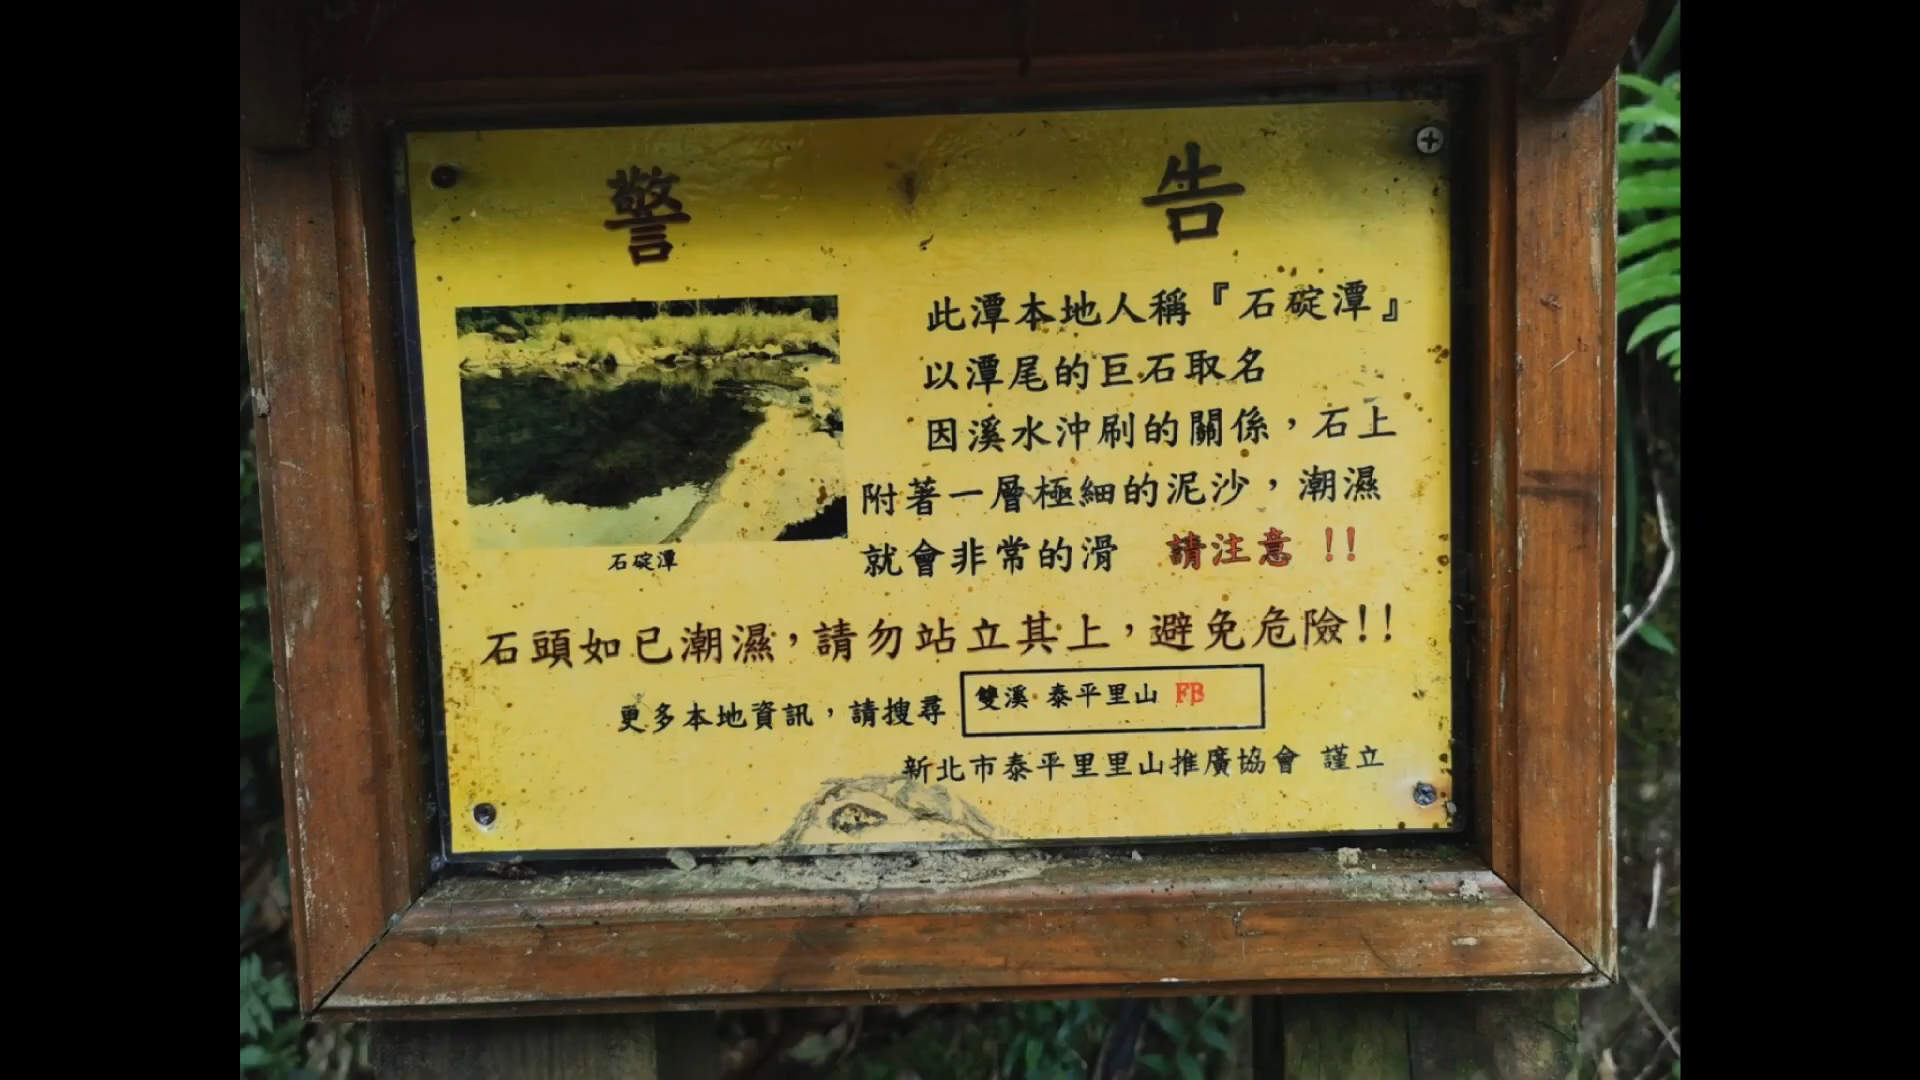 警 告
此潭本地人稱『石碇潭』
以潭尾的巨石取名
因溪水沖刷的關係，石上
附著一層極細的泥沙，潮濕
就會非常的滑 請注意 !!
石碇潭
石頭如已潮濕，請勿站立其上，避免危險!!
更多本地資訊，請搜尋 雙溪 泰平里山 FB
新北市泰平里里山推廣協會 謹立